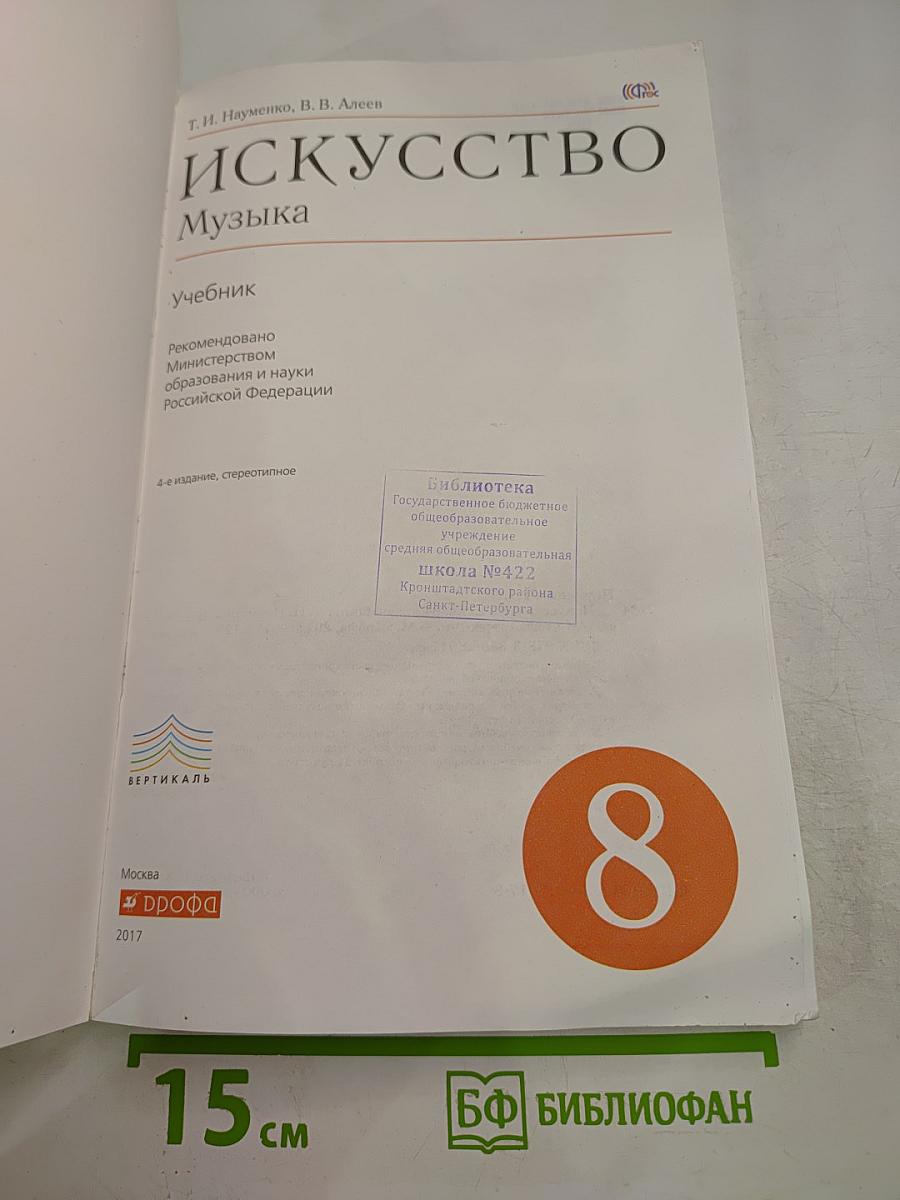 Т. И. Науменко, В. В. Алеев
ФГОС
ИСКУССТВО
Музыка
Учебник
Рекомендовано
Министерством
образования и науки
Российской Федерации
4-е издание, стереотипное
Библиотека
Государственное бюджетное
общеобразовательное
учреждение
средняя общеобразовательная
школа №422
Кронштадтского района
Санкт-Петербурга
ВЕРТИКАЛЬ
8
Москва
дрофа
2017
15 см
БФ БИБЛИОФАН